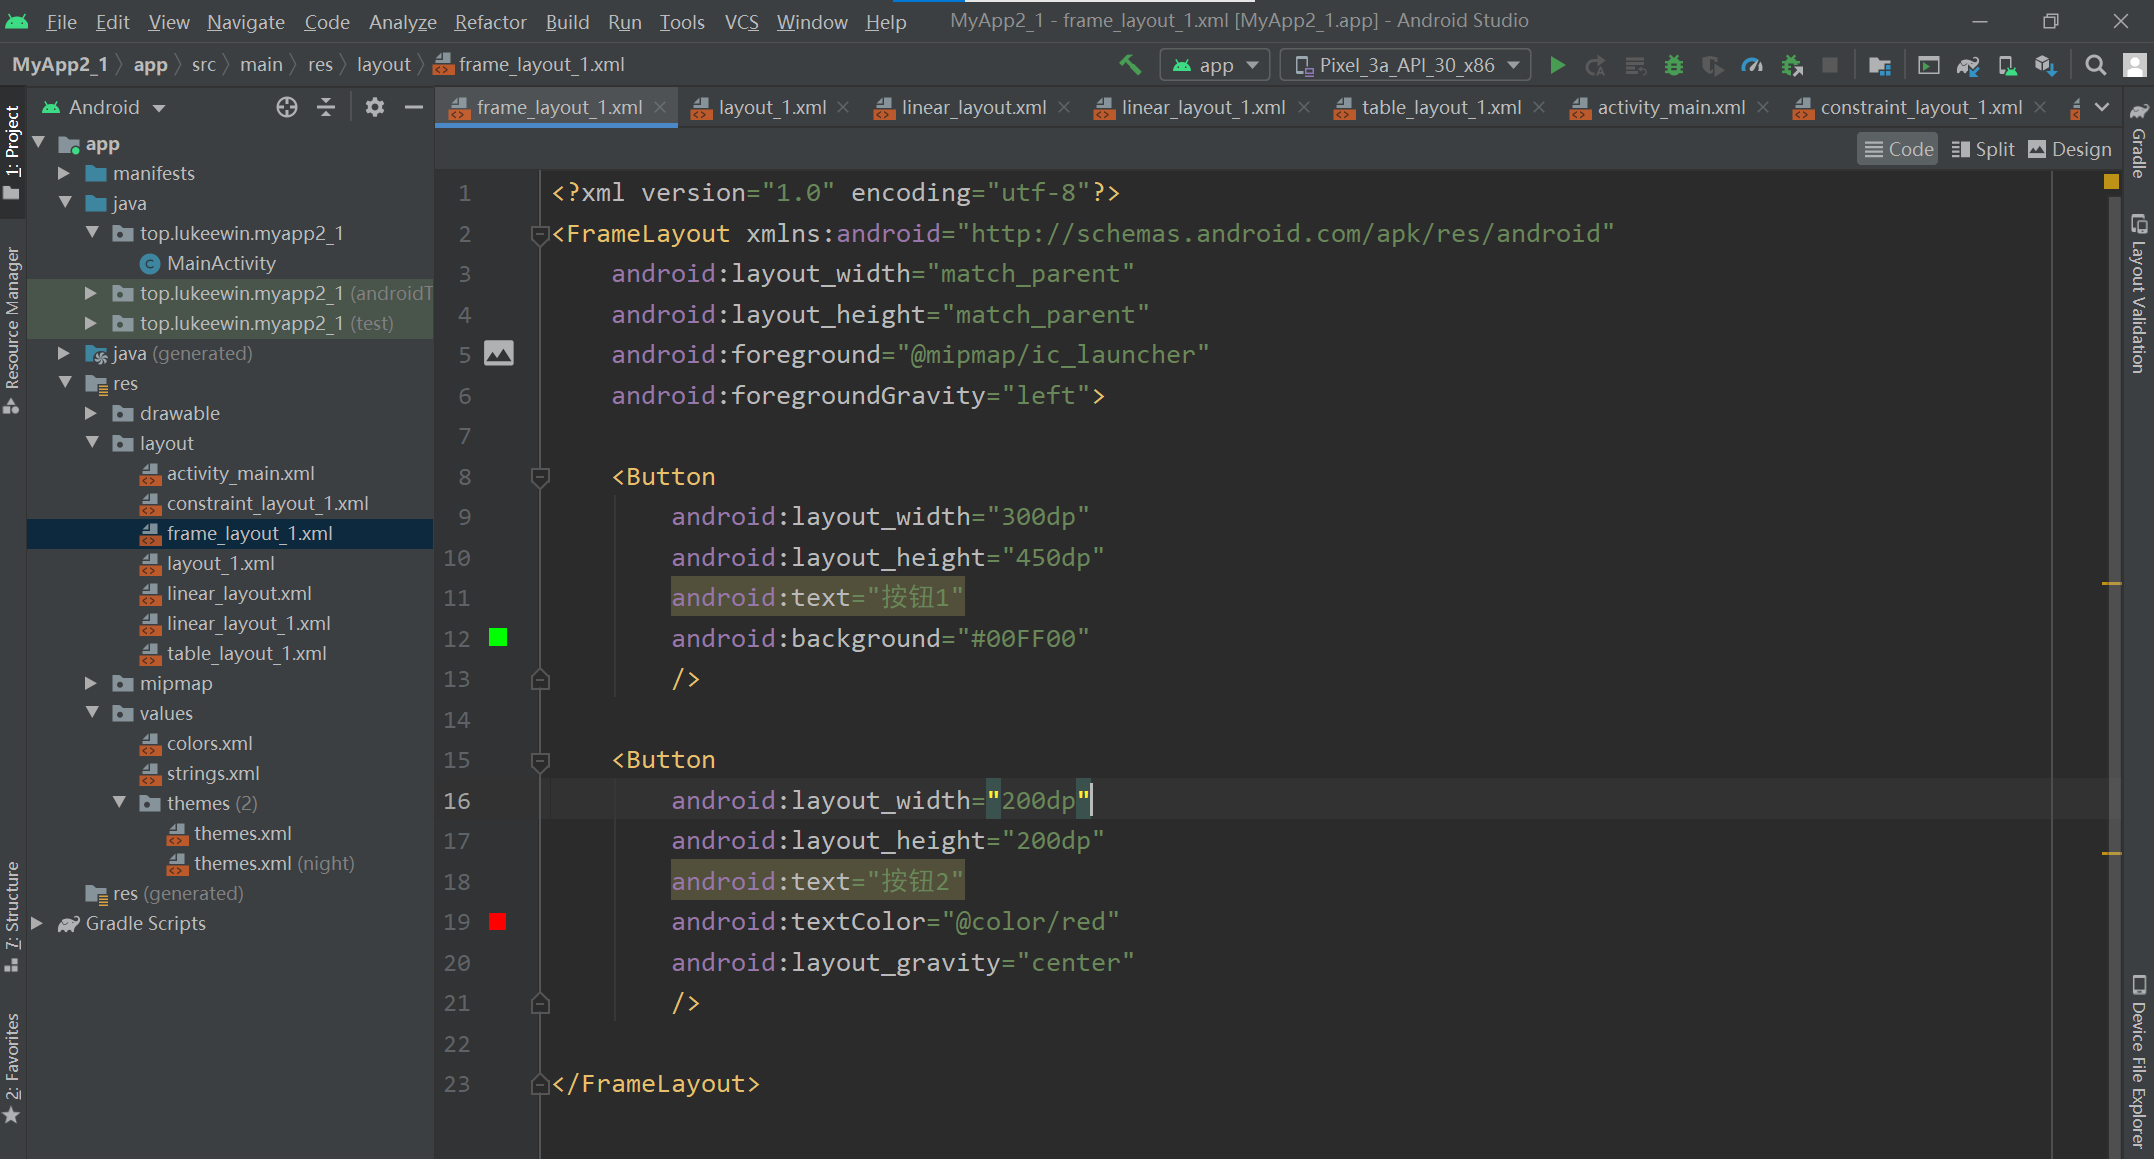 File Edit View Navigate Code Analyze Refactor Build Run Tools VCS Window Help MyApp2_1 - frame_layout_1.xml [MyApp2_1.app] - Android Studio
MyApp2_1 app src main res layout frame_layout_1.xml app Pixel_3a_API_30_x86
Android
frame_layout_1.xml layout_1.xml linear_layout.xml linear_layout_1.xml table_layout_1.xml activity_main.xml constraint_layout_1.xml
Code Split Design
1: Project
Resource Manager
7: Structure
2: Favorites
app
manifests
java
top.lukeewin.myapp2_1
MainActivity
top.lukeewin.myapp2_1 (androidT
top.lukeewin.myapp2_1 (test)
java (generated)
res
drawable
layout
activity_main.xml
constraint_layout_1.xml
frame_layout_1.xml
layout_1.xml
linear_layout.xml
linear_layout_1.xml
table_layout_1.xml
mipmap
values
colors.xml
strings.xml
themes (2)
themes.xml
themes.xml (night)
res (generated)
Gradle Scripts
1 <?xml version="1.0" encoding="utf-8"?>
2 <FrameLayout xmlns:android="http://schemas.android.com/apk/res/android"
3 android:layout_width="match_parent"
4 android:layout_height="match_parent"
5 android:foreground="@mipmap/ic_launcher"
6 android:foregroundGravity="left">
7
8 <Button
9 android:layout_width="300dp"
10 android:layout_height="450dp"
11 android:text="按钮1"
12 android:background="#00FF00"
13 />
14
15 <Button
16 android:layout_width="200dp"
17 android:layout_height="200dp"
18 android:text="按钮2"
19 android:textColor="@color/red"
20 android:layout_gravity="center"
21 />
22
23 </FrameLayout>
Gradle
Layout Validation
Device File Explorer